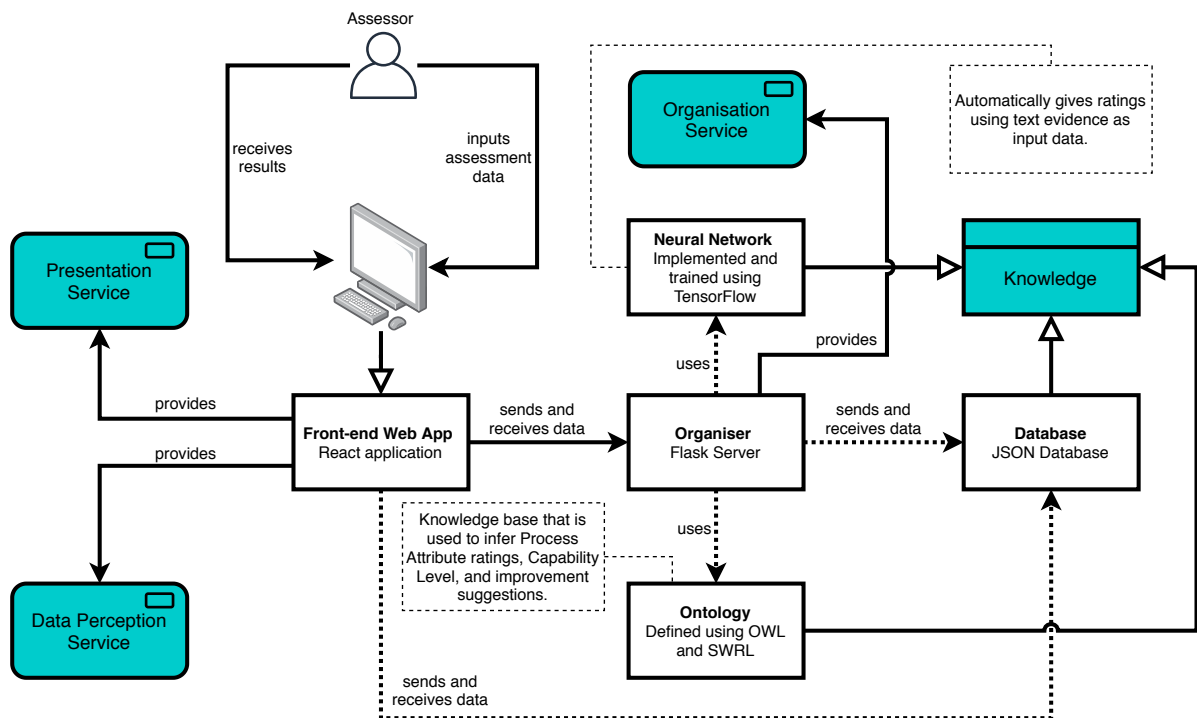 Assessor
receives
results
inputs
assessment
data
Organisation
Service
Automatically gives ratings
using text evidence as
input data.
Presentation
Service
Neural Network
Implemented and
trained using
TensorFlow
Knowledge
provides
uses
provides
sends and
receives data
sends and
receives data
Front-end Web App
React application
Organiser
Flask Server
Database
JSON Database
provides
Knowledge base that is
used to infer Process
Attribute ratings, Capability
Level, and improvement
suggestions.
uses
Data Perception
Service
Ontology
Defined using OWL
and SWRL
sends and
receives data